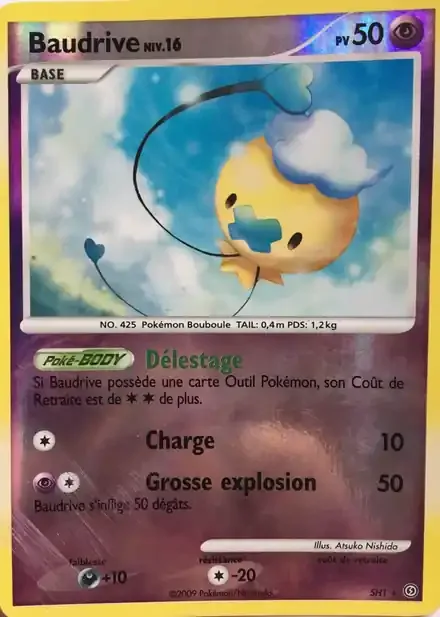 Baudrive NIV.16
PV 50
BASE
NO. 425 Pokémon Bouboule TAIL: 0,4m PDS: 1,2kg
Poké-BODY Délestage
Si Baudrive possède une carte Outil Pokémon, son Coût de
Retraite est de ✶ ✶ de plus.
Charge 10
Grosse explosion 50
Baudrive s'inflige 50 dégâts.
Illus. Atsuko Nishida
faiblesse résistance coût de retraite
+10 -20
©2009 Pokémon/Nintendo SH1